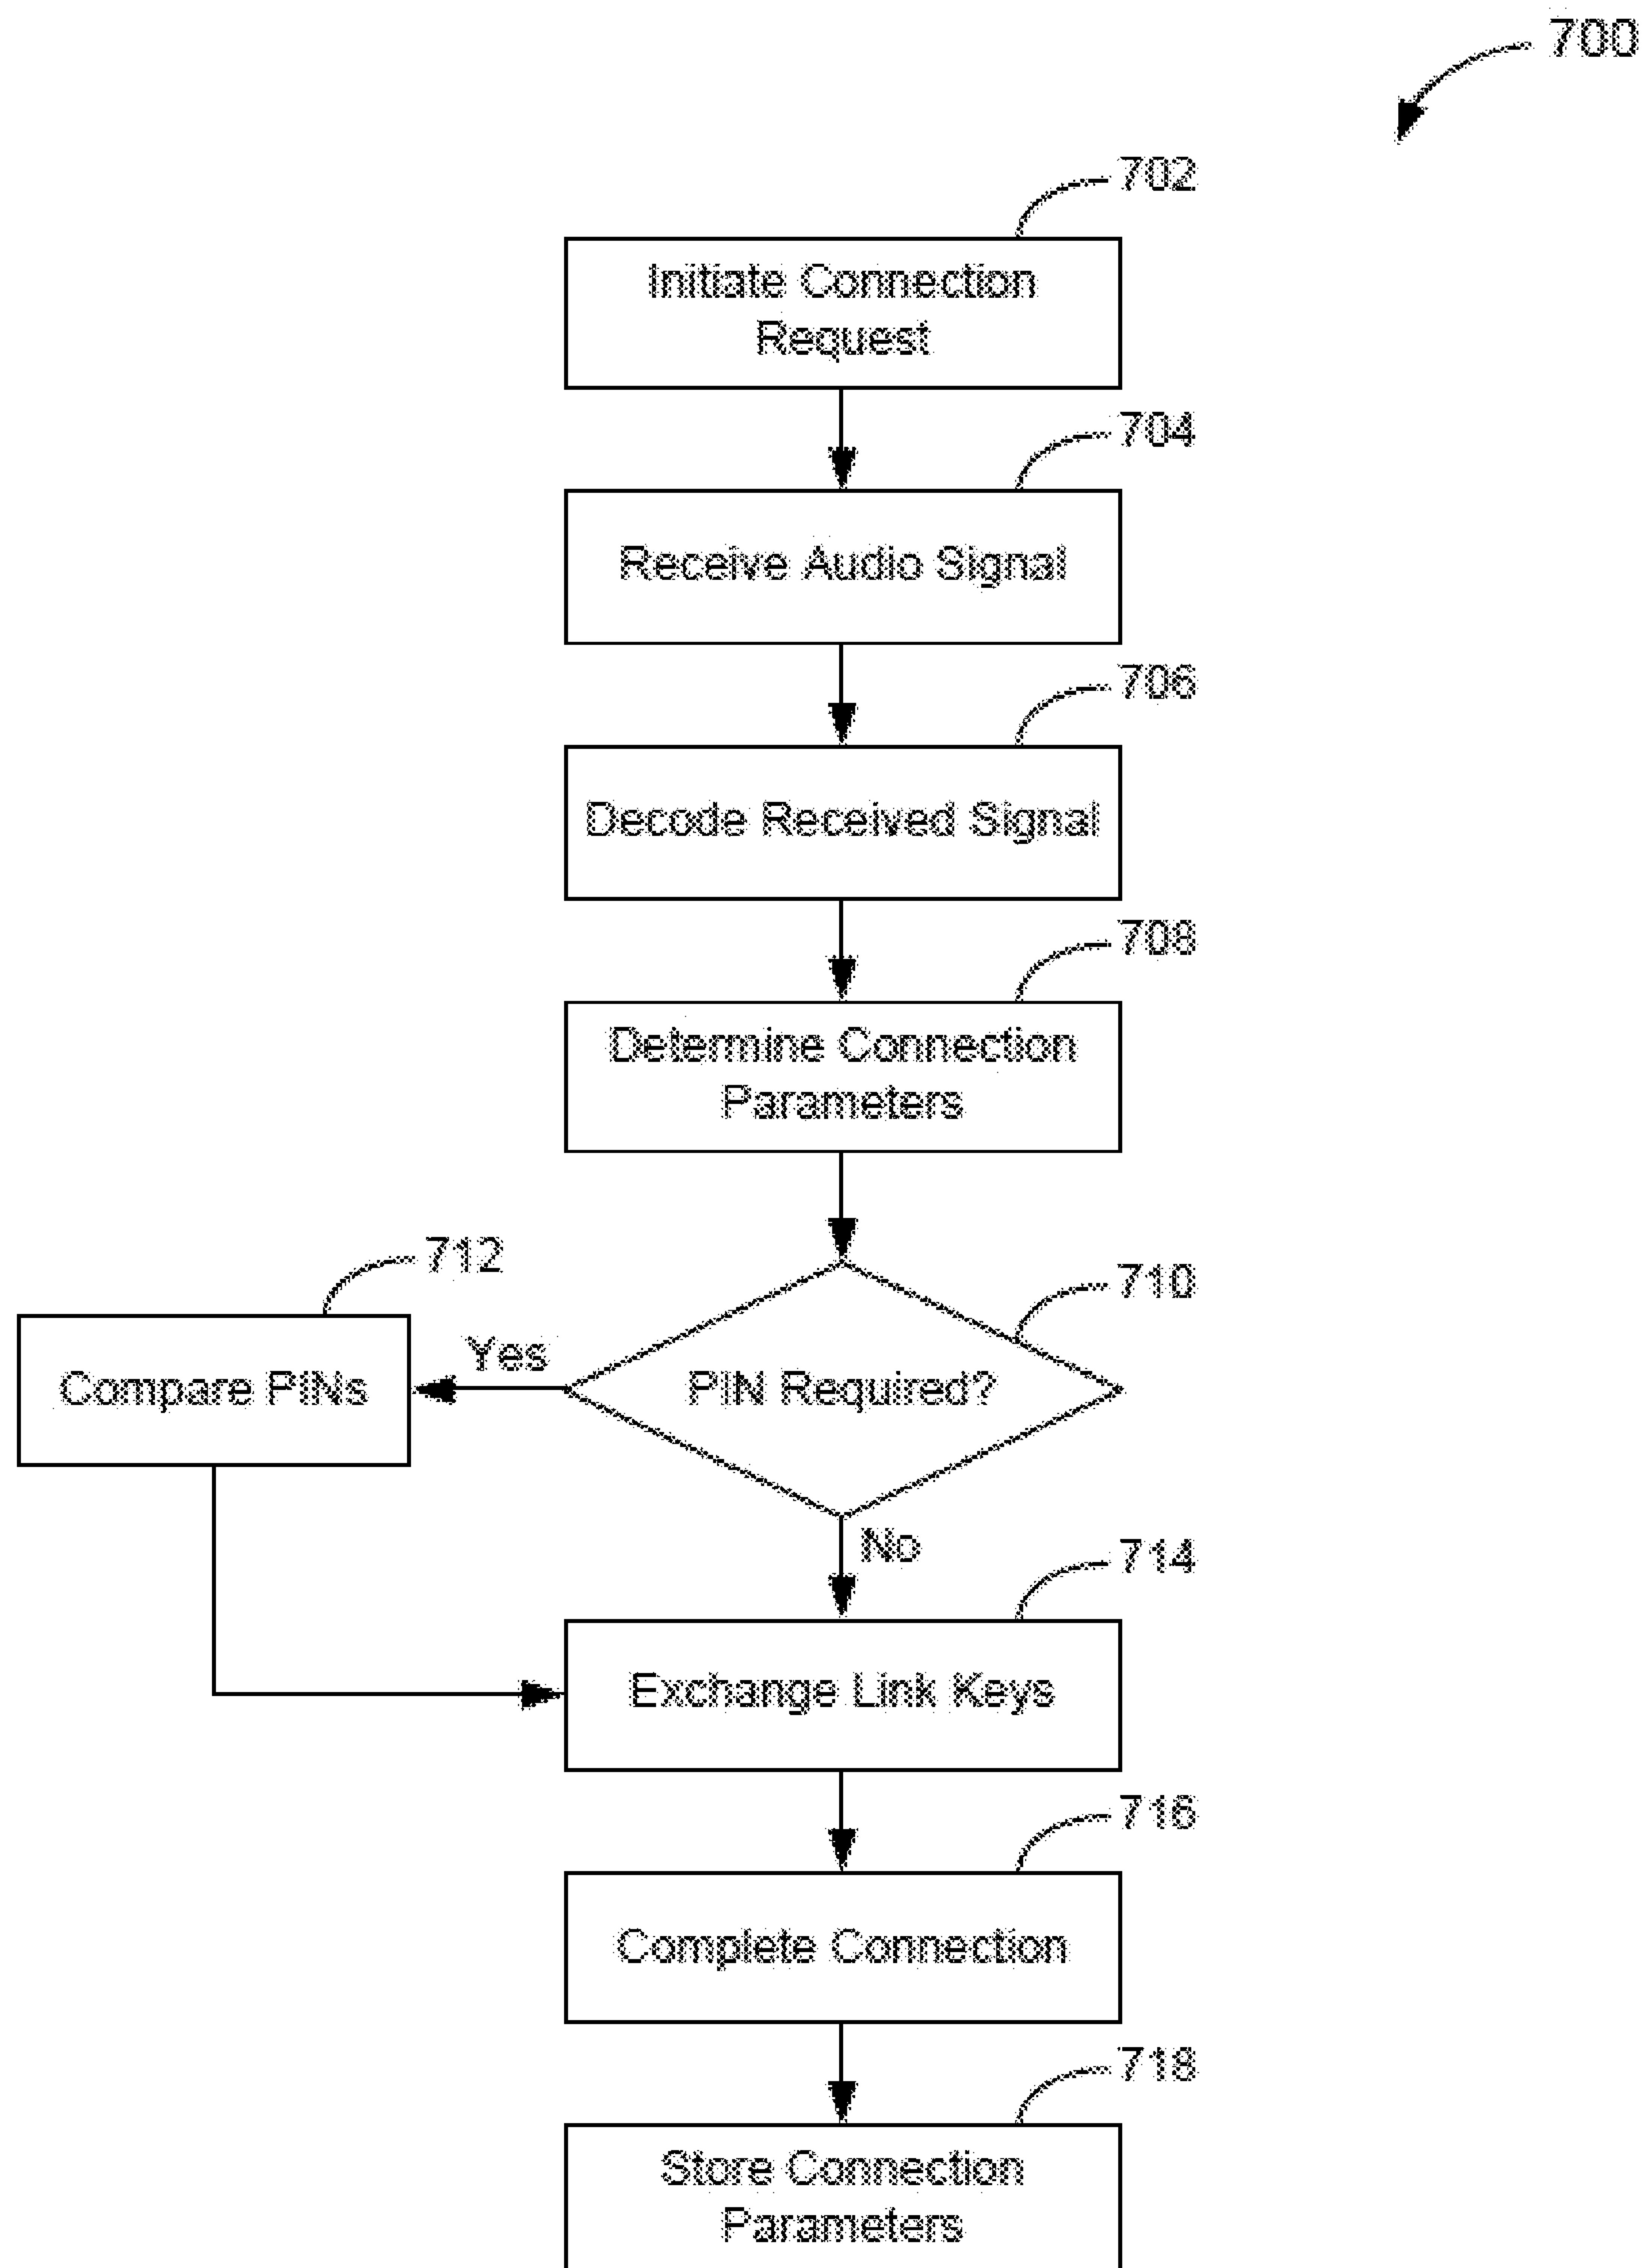 700
702
Initiate Connection
Request
704
Receive Audio Signal
706
Decode Received Signal
708
Determine Connection
Parameters
712
710
Yes
Compare PINs
PIN Required?
No
714
Exchange Link Keys
716
Complete Connection
718
Store Connection
Parameters